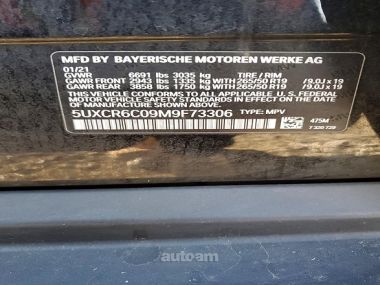 MFD BY BAYERISCHE MOTOREN WERKE AG
01/21
GVWR 6691 lbs 3035 kg TIRE / RIM
GAWR FRONT 2943 lbs 1335 kg WITH 265/50 R19 / 9.0J x 19
GAWR REAR 3858 lbs 1750 kg WITH 265/50 R19 / 9.0J x 19
THIS VEHICLE CONFORMS TO ALL APPLICABLE U.S. FEDERAL
MOTOR VEHICLE SAFETY STANDARDS IN EFFECT
ON THE DATE OF MANUFACTURE SHOWN ABOVE.
5UXCR6C09M9F73306 TYPE: MPV
475M
7 320 729
autoam